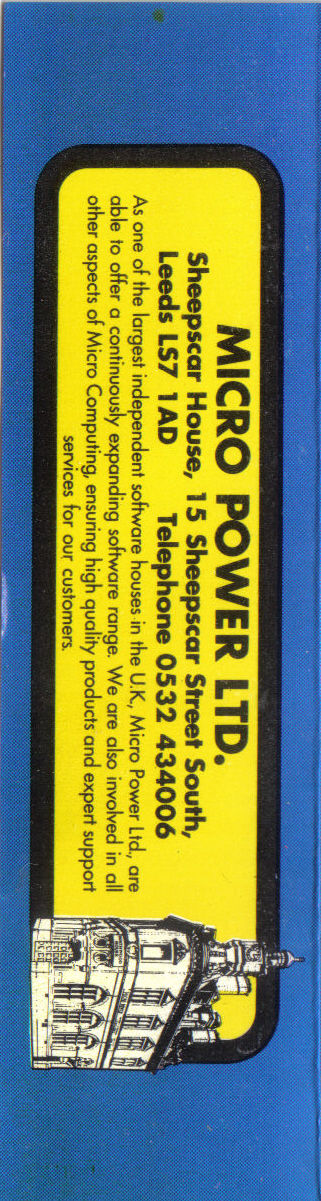 MICRO POWER LTD.
Sheepscar House, 15 Sheepscar Street South,
Leeds LS7 1AD Telephone 0532 434006
As one of the largest independent software houses in the U.K., Micro Power Ltd., are
able to offer a continuously expanding software range. We are also involved in all
other aspects of Micro Computing, ensuring high quality products and expert support
services for our customers.